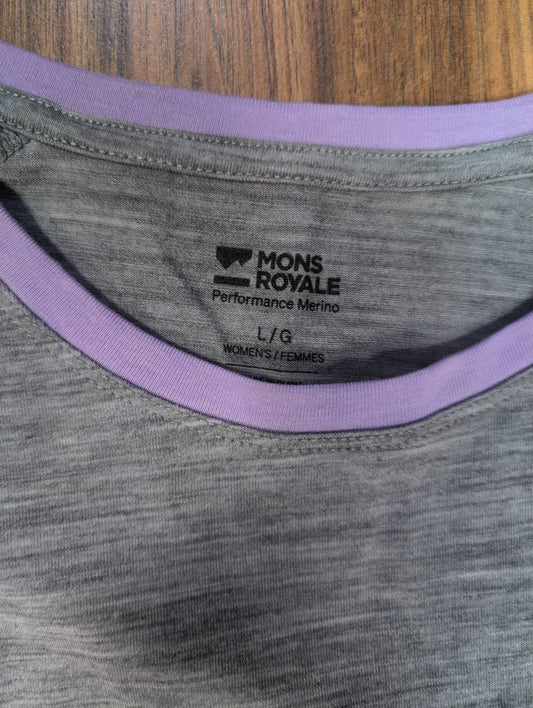 MONS
ROYALE
Performance Merino
L/G
WOMEN'S/FEMMES